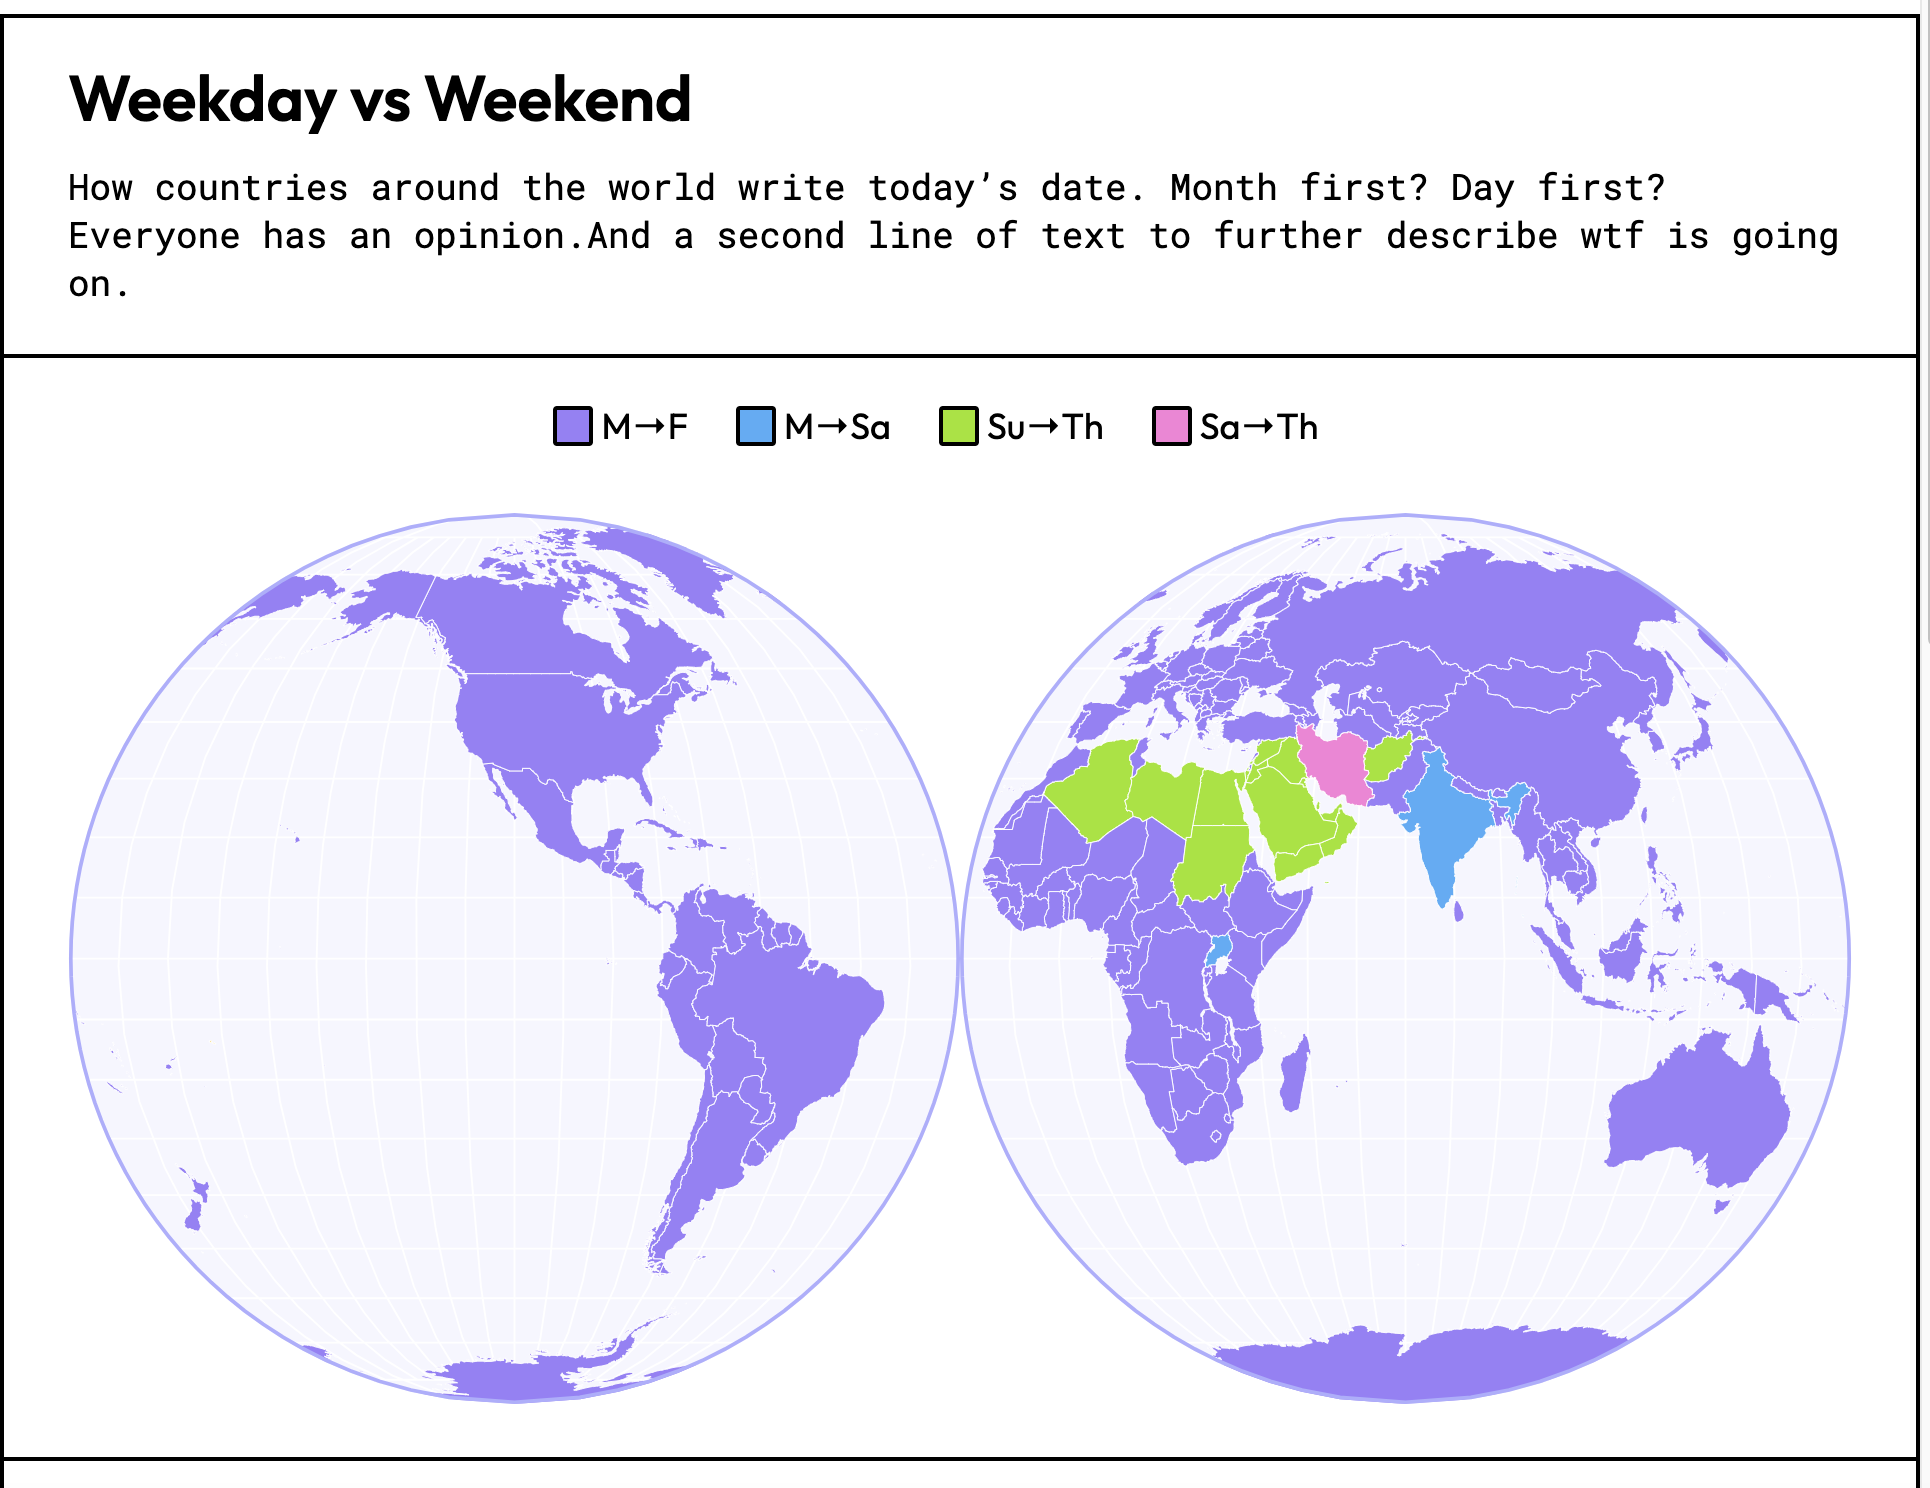 Weekday vs Weekend
How countries around the world write today’s date. Month first? Day first?
Everyone has an opinion.And a second line of text to further describe wtf is going
on.
M→F M→Sa Su→Th Sa→Th